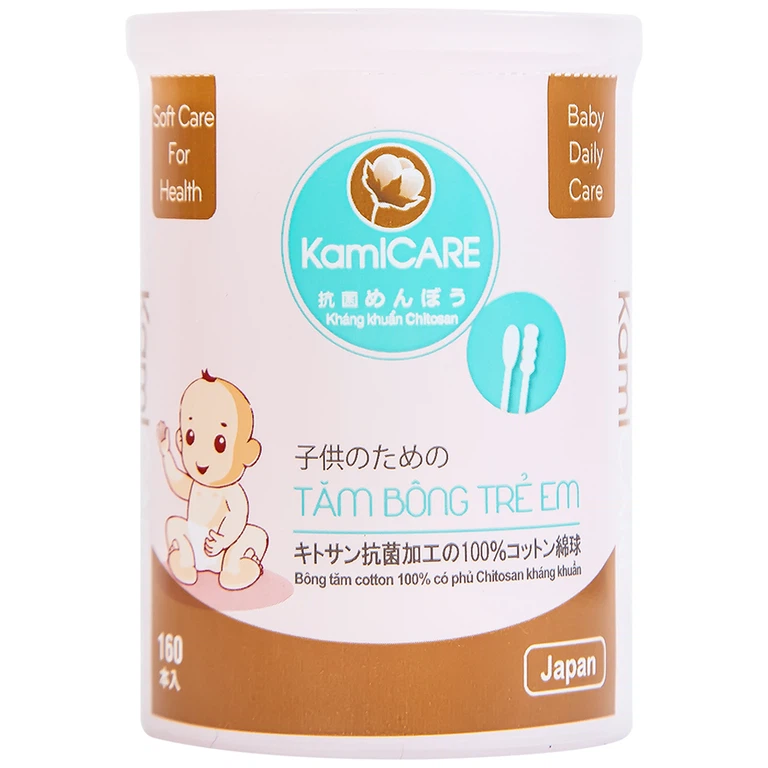 Soft Care
For
Health
Baby
Daily
Care
KamiCARE
抗菌めんぼう
Kháng khuẩn Chitosan
Kami
Kami
子供のための
TĂM BÔNG TRẺ EM
キトサン抗菌加工の100%コットン綿球
Bông tăm cotton 100% có phủ Chitosan kháng khuẩn
160
本入
Japan